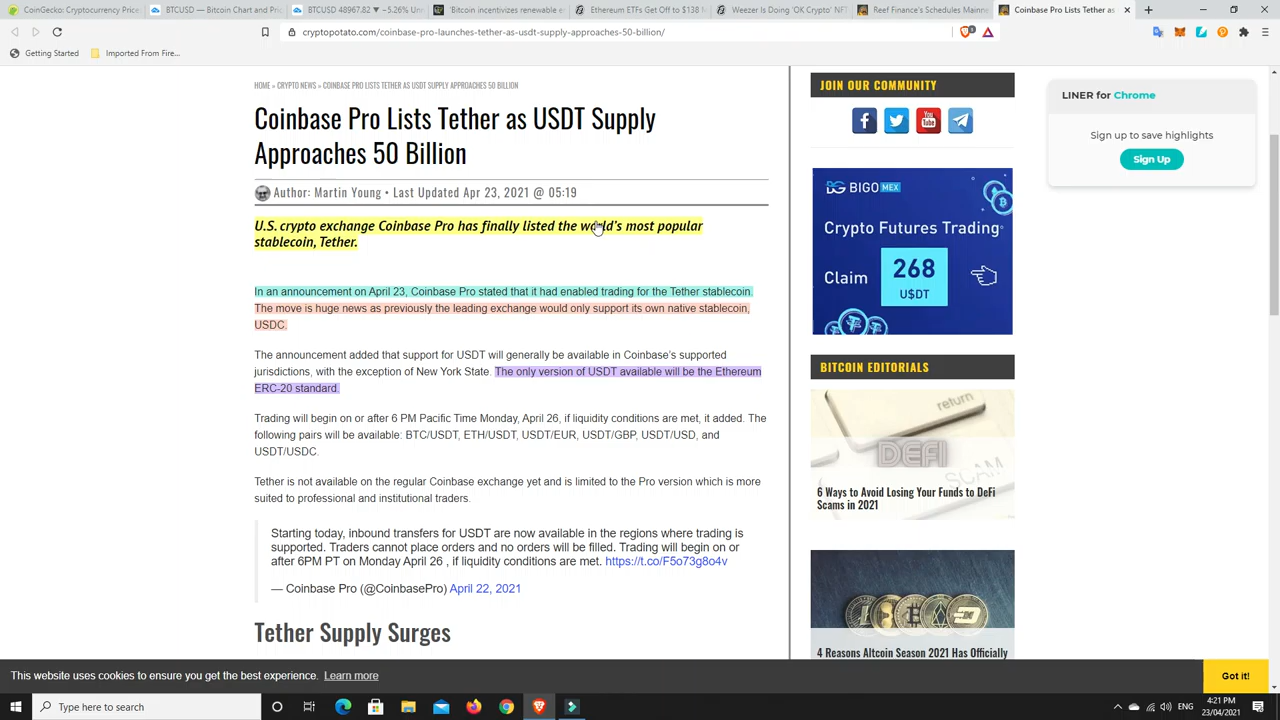 CoinGecko: Cryptocurrency Price
BTCUSD — Bitcoin Chart and Pric
BTCUSD 48967.82 ▼ −5.26% Un
'Bitcoin incentivizes renewable e
Ethereum ETFs Get Off to $138 M
Weezer Is Doing 'QK Crypto' NFT
Reef Finance's Schedules Mainne
Coinbase Pro Lists Tether as
cryptopotato.com/coinbase-pro-launches-tether-as-usdt-supply-approaches-50-billion/
Getting Started
Imported From Fire...
HOME » CRYPTO NEWS » COINBASE PRO LISTS TETHER AS USDT SUPPLY APPROACHES 50 BILLION
Coinbase Pro Lists Tether as USDT Supply
Approaches 50 Billion
Author: Martin Young • Last Updated Apr 23, 2021 @ 05:19
U.S. crypto exchange Coinbase Pro has finally listed the world's most popular
stablecoin, Tether.
In an announcement on April 23, Coinbase Pro stated that it had enabled trading for the Tether stablecoin.
The move is huge news as previously the leading exchange would only support its own native stablecoin,
USDC.
The announcement added that support for USDT will generally be available in Coinbase's supported
jurisdictions, with the exception of New York State. The only version of USDT available will be the Ethereum
ERC-20 standard.
Trading will begin on or after 6 PM Pacific Time Monday, April 26, if liquidity conditions are met, it added. The
following pairs will be available: BTC/USDT, ETH/USDT, USDT/EUR, USDT/GBP, USDT/USD, and
USDT/USDC.
Tether is not available on the regular Coinbase exchange yet and is limited to the Pro version which is more
suited to professional and institutional traders.
Starting today, inbound transfers for USDT are now available in the regions where trading is
supported. Traders cannot place orders and no orders will be filled. Trading will begin on or
after 6PM PT on Monday April 26 , if liquidity conditions are met. https://t.co/F5o73g8o4v
— Coinbase Pro (@CoinbasePro) April 22, 2021
Tether Supply Surges
JOIN OUR COMMUNITY
You
Tube
BIGO MEX
Crypto Futures Trading
Claim
268
USDT
BITCOIN EDITORIALS
return
DEFI
SCAM
6 Ways to Avoid Losing Your Funds to DeFi
Scams in 2021
4 Reasons Altcoin Season 2021 Has Officially
LINER for Chrome
Sign up to save highlights
Sign Up
This website uses cookies to ensure you get the best experience. Learn more
Got it!
Type here to search
4:21 PM
23/04/2021